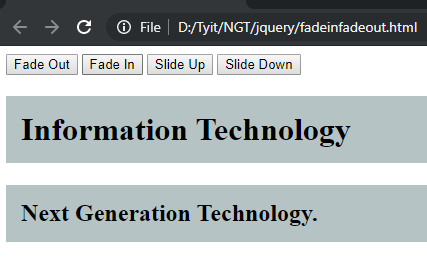 File D:/Tyit/NGT/jquery/fadeinfadeout.html
Fade Out Fade In Slide Up Slide Down
Information Technology
Next Generation Technology.